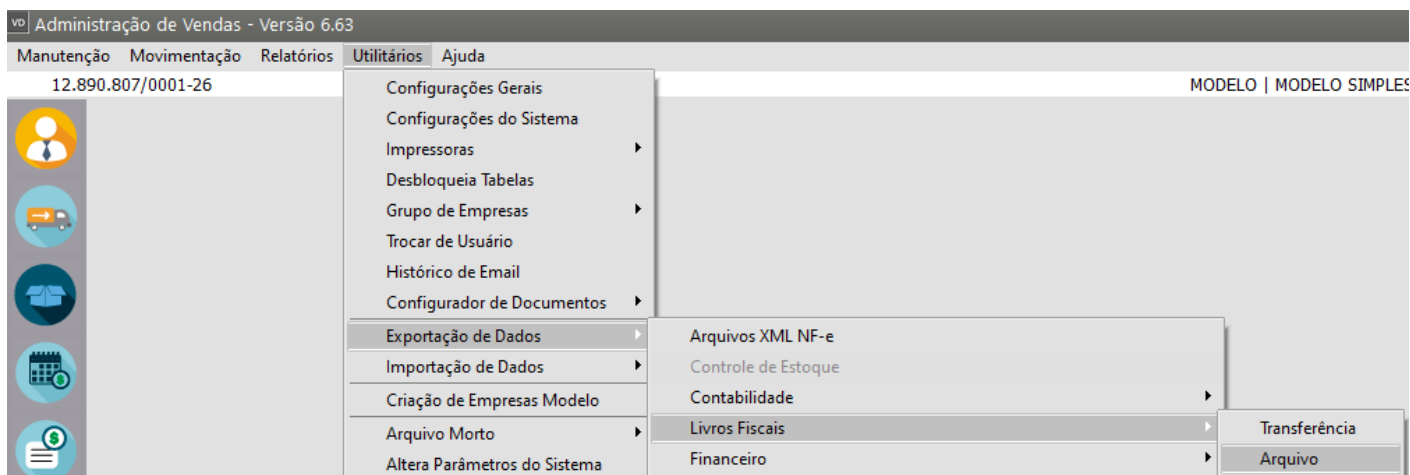 VD Administração de Vendas - Versão 6.63
Manutenção Movimentação Relatórios Utilitários Ajuda
12.890.807/0001-26 MODELO | MODELO SIMPLES
Configurações Gerais
Configurações do Sistema
Impressoras
Desbloqueia Tabelas
Grupo de Empresas
Trocar de Usuário
Histórico de Email
Configurador de Documentos
Exportação de Dados
Importação de Dados
Criação de Empresas Modelo
Arquivo Morto
Altera Parâmetros do Sistema
Arquivos XML NF-e
Controle de Estoque
Contabilidade
Livros Fiscais
Financeiro
Transferência
Arquivo